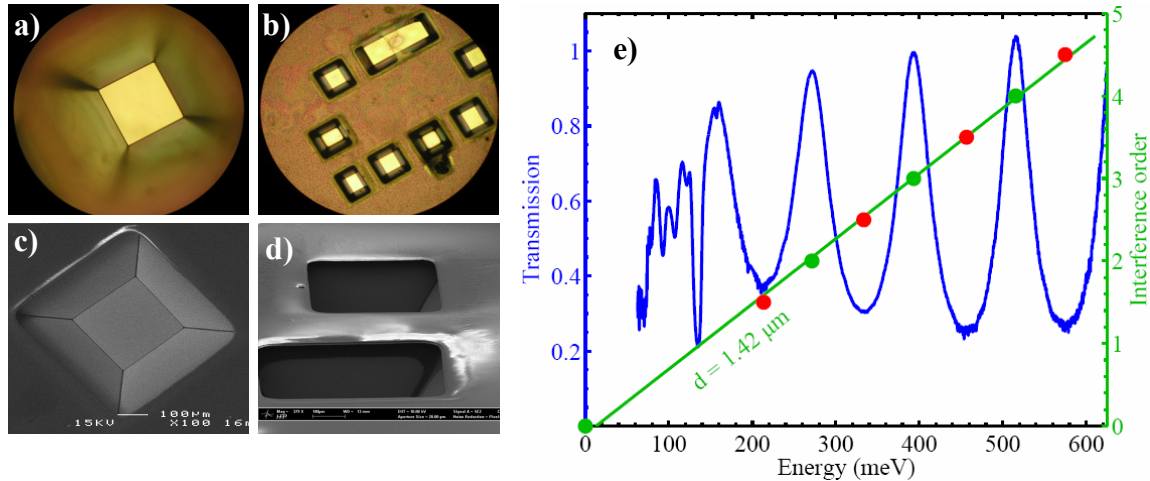 a)
b)
c)
100µm
15KV X100 16m
d)
e)
Transmission
1
0.8
0.6
0.4
0.2
5
4
3
2
1
0
Interference order
d = 1.42 µm
0 100 200 300 400 500 600
Energy (meV)